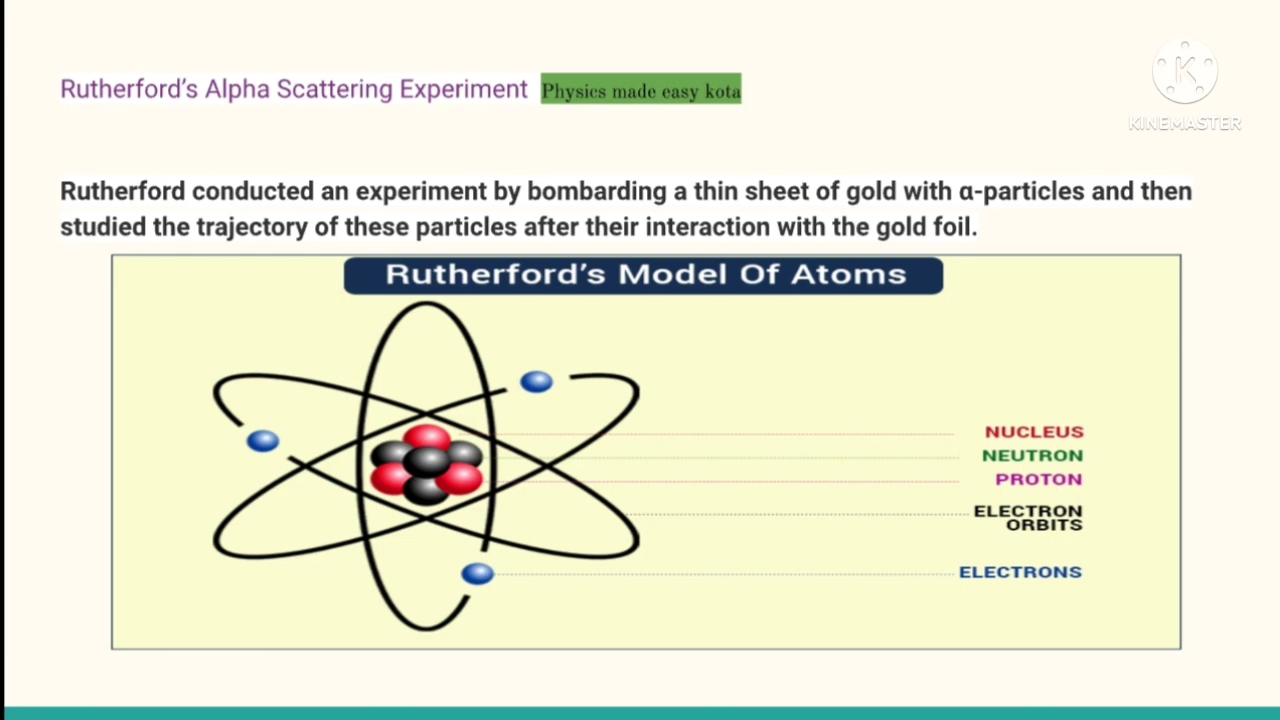 Rutherford's Alpha Scattering Experiment Physics made easy kota
KINEMASTER
Rutherford conducted an experiment by bombarding a thin sheet of gold with α-particles and then
studied the trajectory of these particles after their interaction with the gold foil.
Rutherford's Model Of Atoms
NUCLEUS
NEUTRON
PROTON
ELECTRON
ORBITS
ELECTRONS